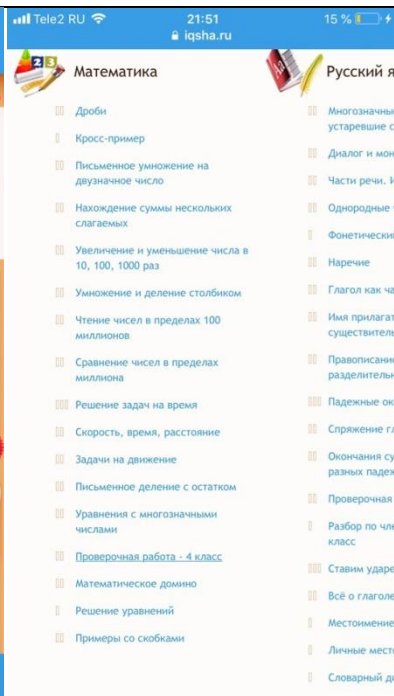 Tele2 RU
21:51
15 %
iqsha.ru
Математика
Дроби
Кросс-пример
Письменное умножение на
двузначное число
Нахождение суммы нескольких
слагаемых
Увеличение и уменьшение числа в
10, 100, 1000 раз
Умножение и деление столбиком
Чтение чисел в пределах 100
миллионов
Сравнение чисел в пределах
миллиона
Решение задач на время
Скорость, время, расстояние
Задачи на движение
Письменное деление с остатком
Уравнения с многозначными
числами
Проверочная работа - 4 класс
Математическое домино
Решение уравнений
Примеры со скобками
Русский я
Многозначны
устаревшие с
Диалог и мон
Части речи. И
Однородные
Фонетически
Наречие
Глагол как ча
Имя прилагат
существитель
Правописание
разделительн
Падежные ок
Спряжение гл
Окончания су
разных падеж
Проверочная
Разбор по чле
класс
Ставим ударе
Всё о глаголе
Местоимение
Личные место
Словарный ди